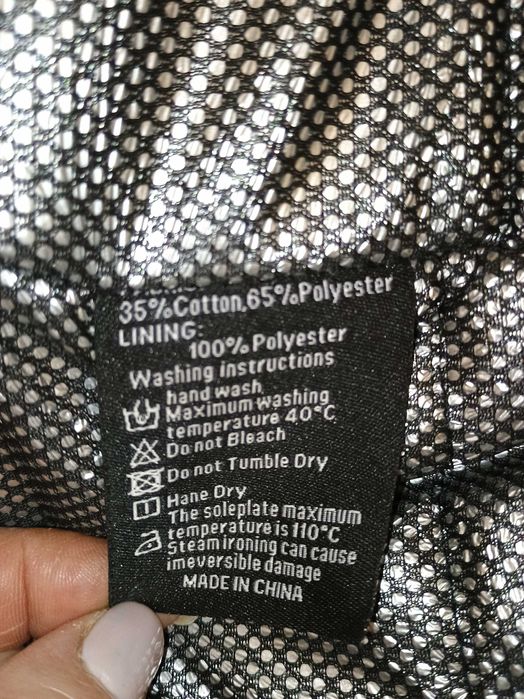 35%Cotton,65%Polyester
LINING:
100%Polyester
Washing instructions
hand wash
Maximum washing
temperature 40°C
Do not Bleach
Do not Tumble Dry
Hane Dry
The soleplate maximum
temperature is 110°C
Steam ironing can cause
imeversible damage
MADE IN CHINA